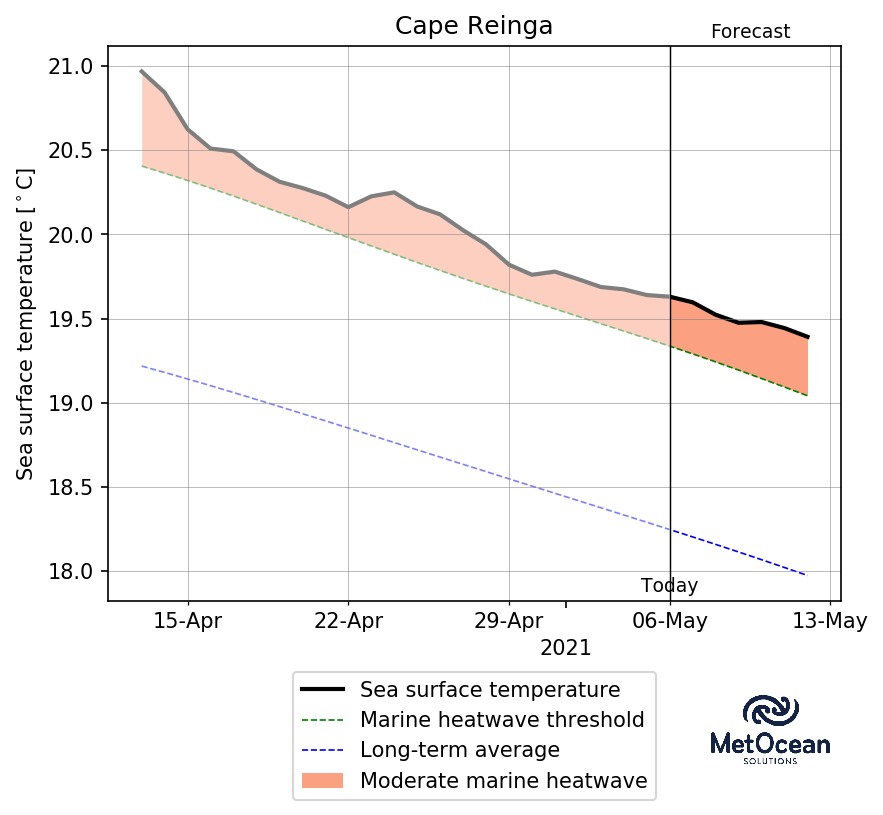 Cape Reinga
Forecast
Sea surface temperature [°C]
21.0
20.5
20.0
19.5
19.0
18.5
18.0
Today
15-Apr 22-Apr 29-Apr 06-May 13-May
2021
Sea surface temperature
Marine heatwave threshold
Long-term average
Moderate marine heatwave
MetOcean
SOLUTIONS